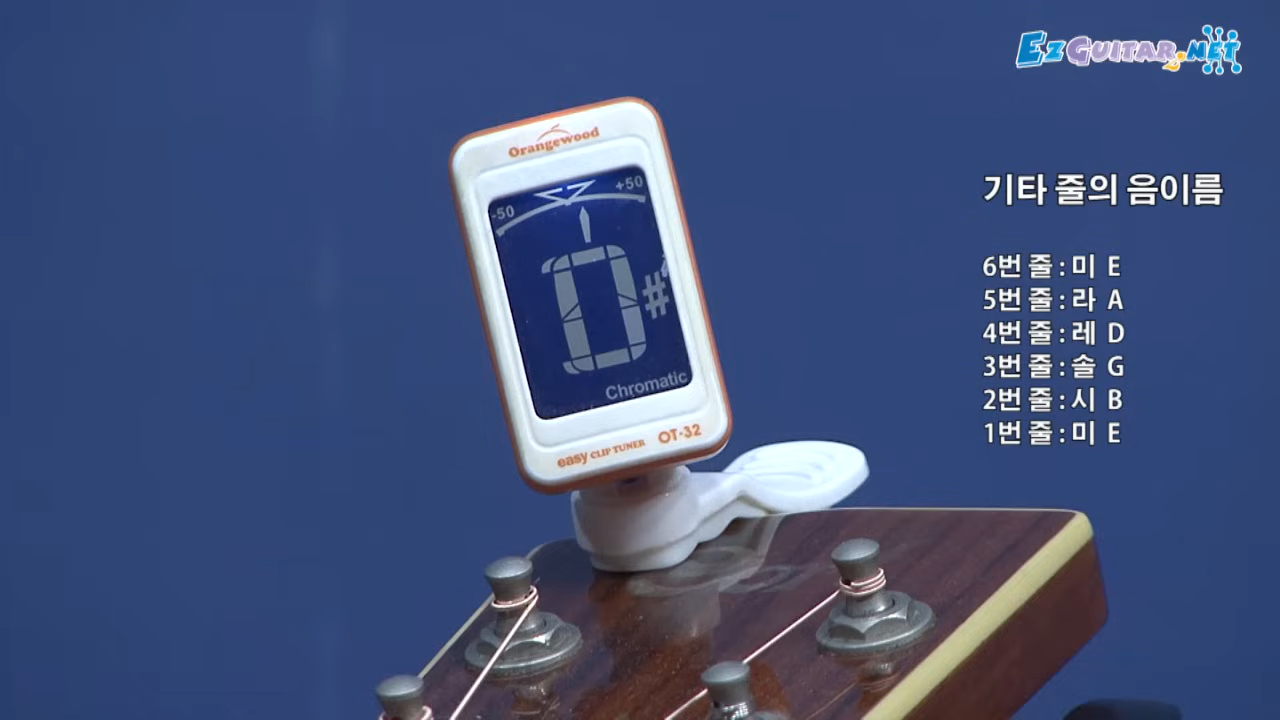 EzGuitar.net
Orangewood
-50 +50
D#
Chromatic
easy CLIP TUNER OT-32
기타 줄의 음이름
6번 줄 : 미 E
5번 줄 : 라 A
4번 줄 : 레 D
3번 줄 : 솔 G
2번 줄 : 시 B
1번 줄 : 미 E